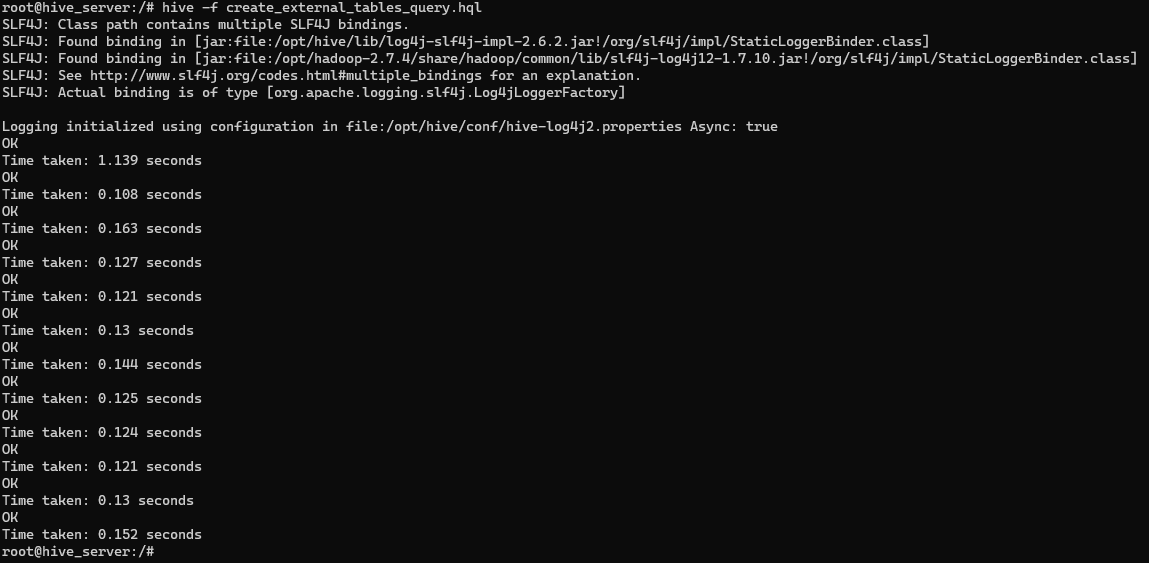 root@hive_server:/# hive -f create_external_tables_query.hql
SLF4J: Class path contains multiple SLF4J bindings.
SLF4J: Found binding in [jar:file:/opt/hive/lib/log4j-slf4j-impl-2.6.2.jar!/org/slf4j/impl/StaticLoggerBinder.class]
SLF4J: Found binding in [jar:file:/opt/hadoop-2.7.4/share/hadoop/common/lib/slf4j-log4j12-1.7.10.jar!/org/slf4j/impl/StaticLoggerBinder.class]
SLF4J: See http://www.slf4j.org/codes.html#multiple_bindings for an explanation.
SLF4J: Actual binding is of type [org.apache.logging.slf4j.Log4jLoggerFactory]

Logging initialized using configuration in file:/opt/hive/conf/hive-log4j2.properties Async: true
OK
Time taken: 1.139 seconds
OK
Time taken: 0.108 seconds
OK
Time taken: 0.163 seconds
OK
Time taken: 0.127 seconds
OK
Time taken: 0.121 seconds
OK
Time taken: 0.13 seconds
OK
Time taken: 0.144 seconds
OK
Time taken: 0.125 seconds
OK
Time taken: 0.124 seconds
OK
Time taken: 0.121 seconds
OK
Time taken: 0.13 seconds
OK
Time taken: 0.152 seconds
root@hive_server:/#